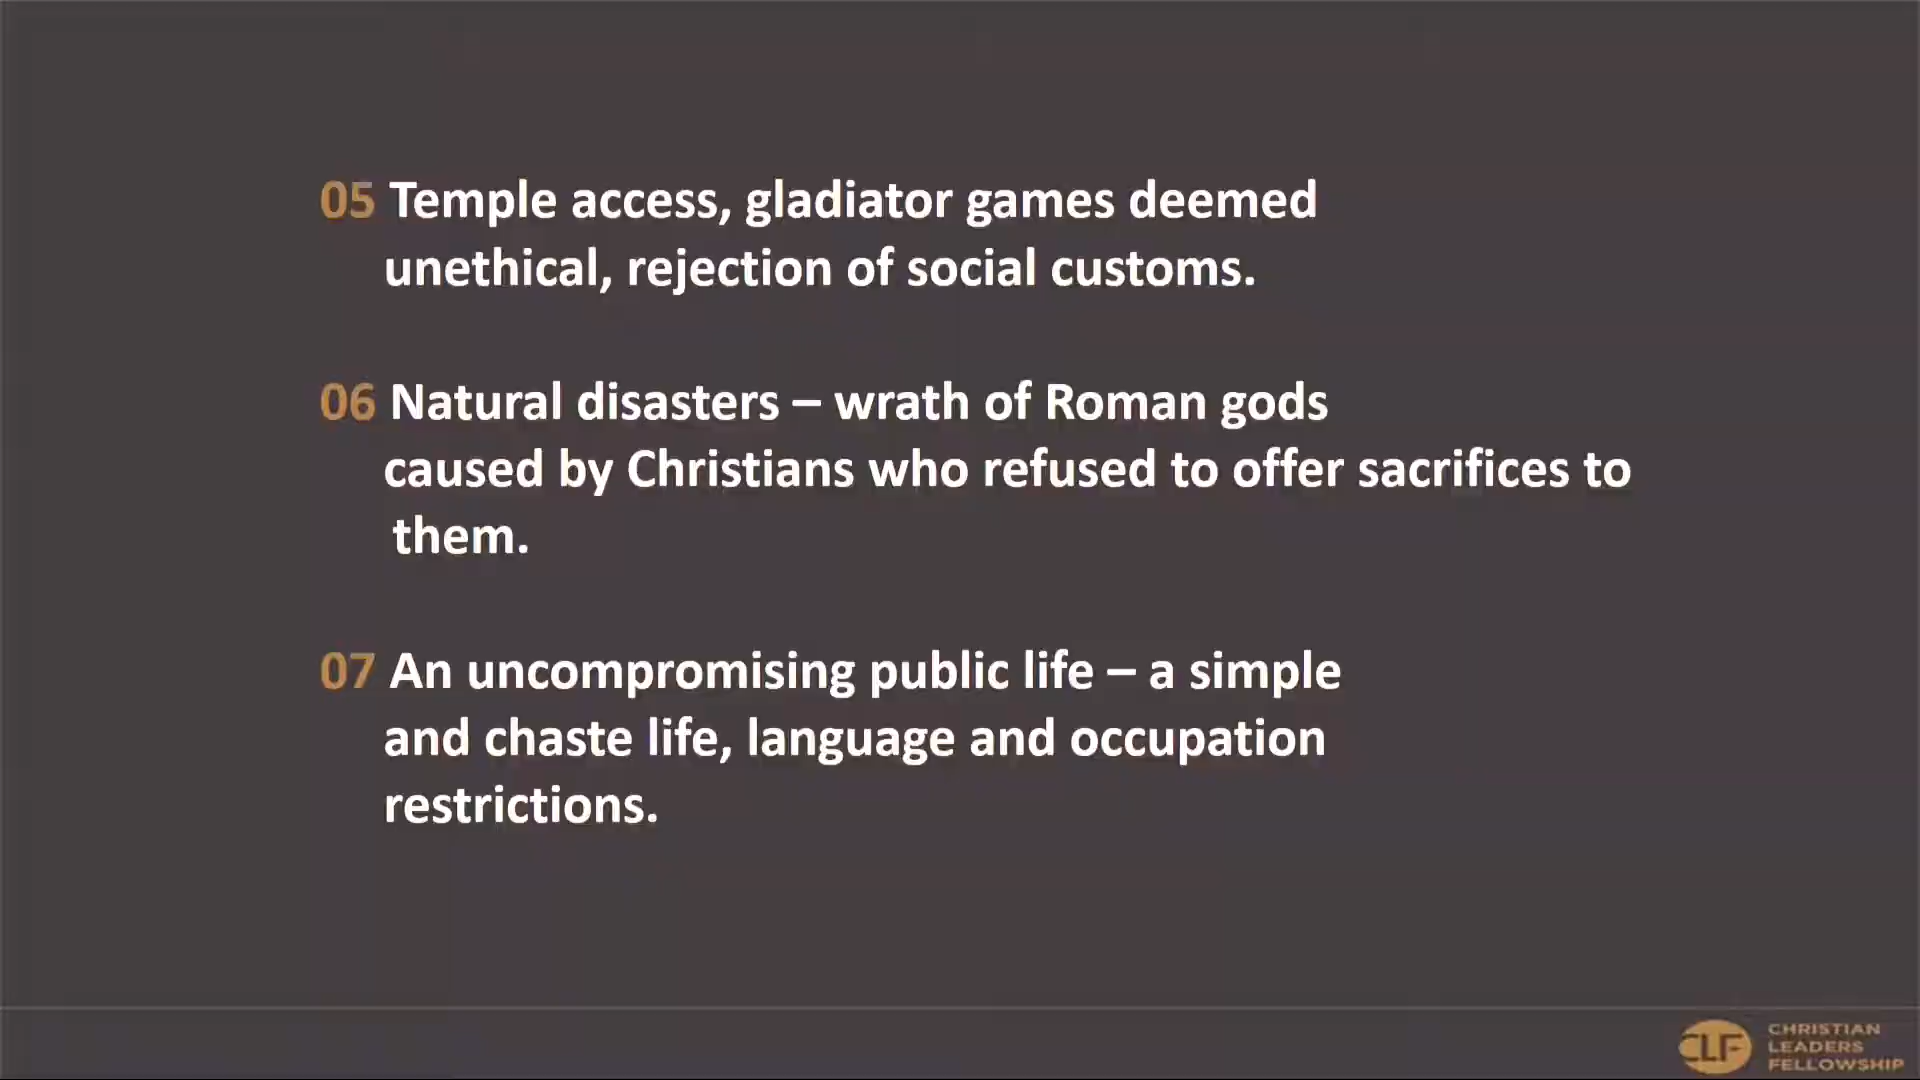 05 Temple access, gladiator games deemed
unethical, rejection of social customs.
06 Natural disasters – wrath of Roman gods
caused by Christians who refused to offer sacrifices to
them.
07 An uncompromising public life – a simple
and chaste life, language and occupation
restrictions.
CLF
CHRISTIAN
LEADERS
FELLOWSHIP